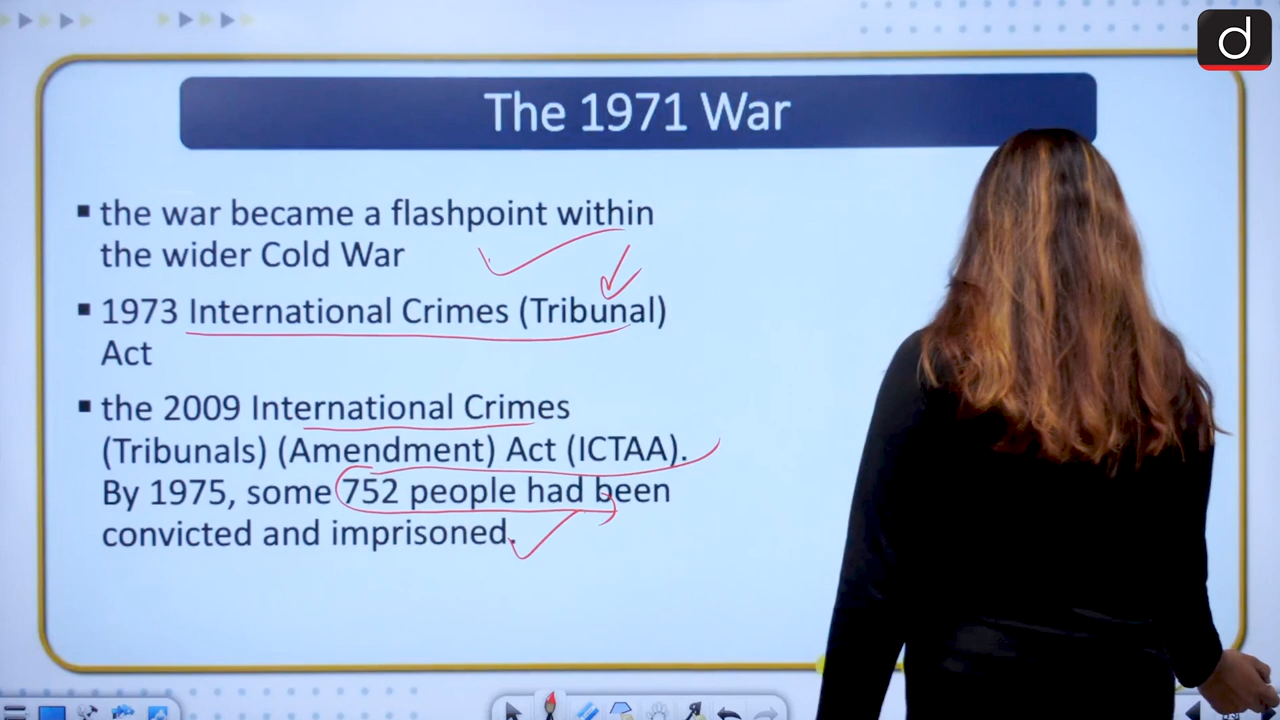 d
The 1971 War
▪ the war became a flashpoint within
the wider Cold War
▪ 1973 International Crimes (Tribunal)
Act
▪ the 2009 International Crimes
(Tribunals) (Amendment) Act (ICTAA).
By 1975, some 752 people had been
convicted and imprisoned.